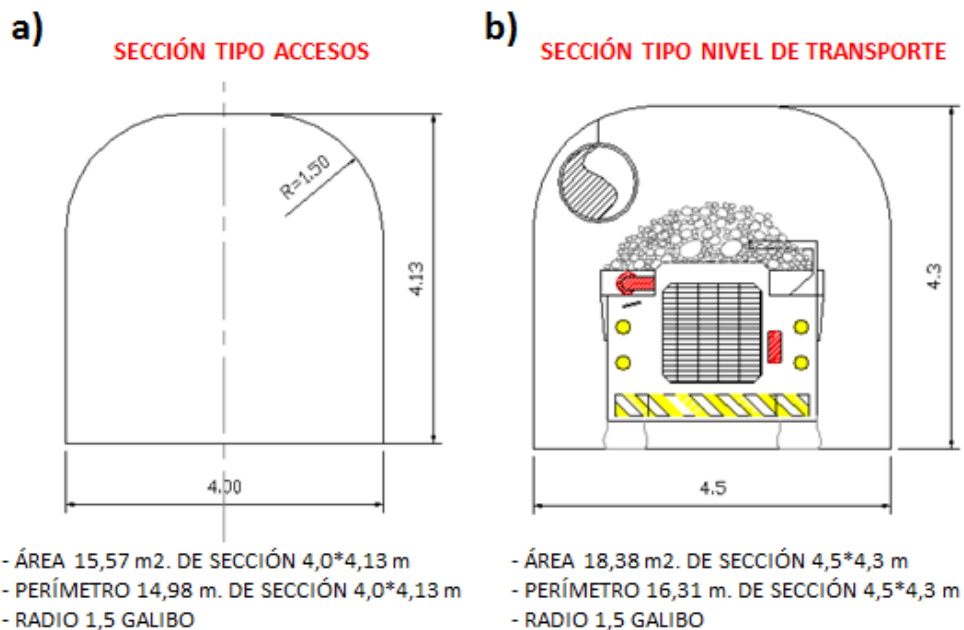 a)
SECCIÓN TIPO ACCESOS
R=1.50
4.13
4.00
- ÁREA 15,57 m2. DE SECCIÓN 4,0*4,13 m
- PERÍMETRO 14,98 m. DE SECCIÓN 4,0*4,13 m
- RADIO 1,5 GALIBO
b)
SECCIÓN TIPO NIVEL DE TRANSPORTE
4.3
4.5
- ÁREA 18,38 m2. DE SECCIÓN 4,5*4,3 m
- PERÍMETRO 16,31 m. DE SECCIÓN 4,5*4,3 m
- RADIO 1,5 GALIBO